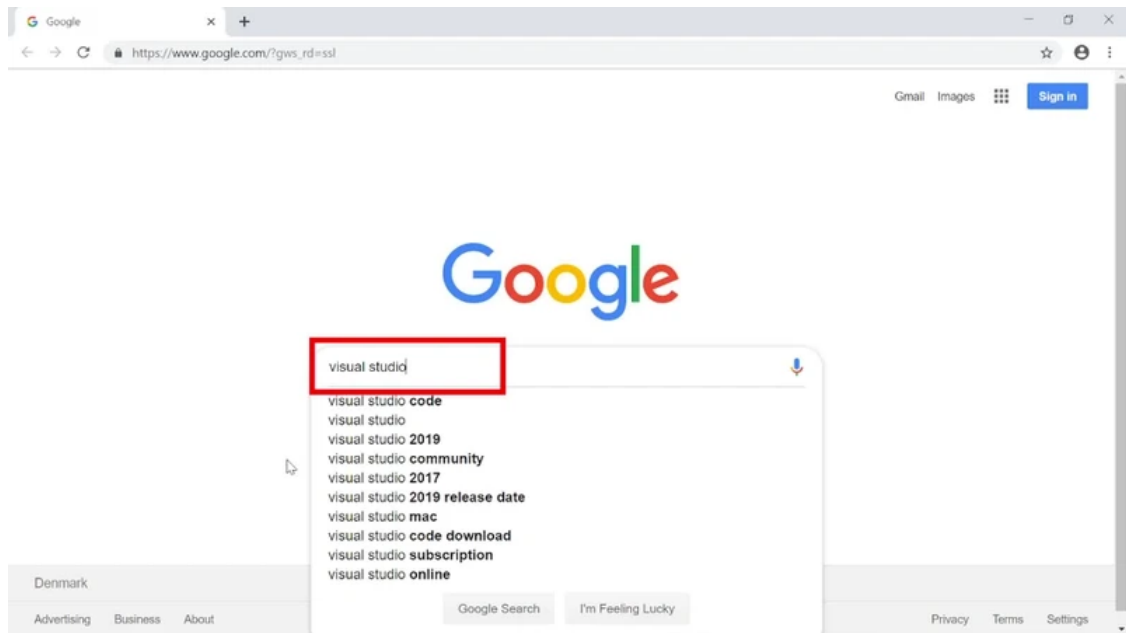 Google
https://www.google.com/?gws_rd=ssl
Gmail Images Sign in
Google
visual studio
visual studio code
visual studio
visual studio 2019
visual studio community
visual studio 2017
visual studio 2019 release date
visual studio mac
visual studio code download
visual studio subscription
visual studio online
Denmark
Google Search I'm Feeling Lucky
Advertising Business About Privacy Terms Settings